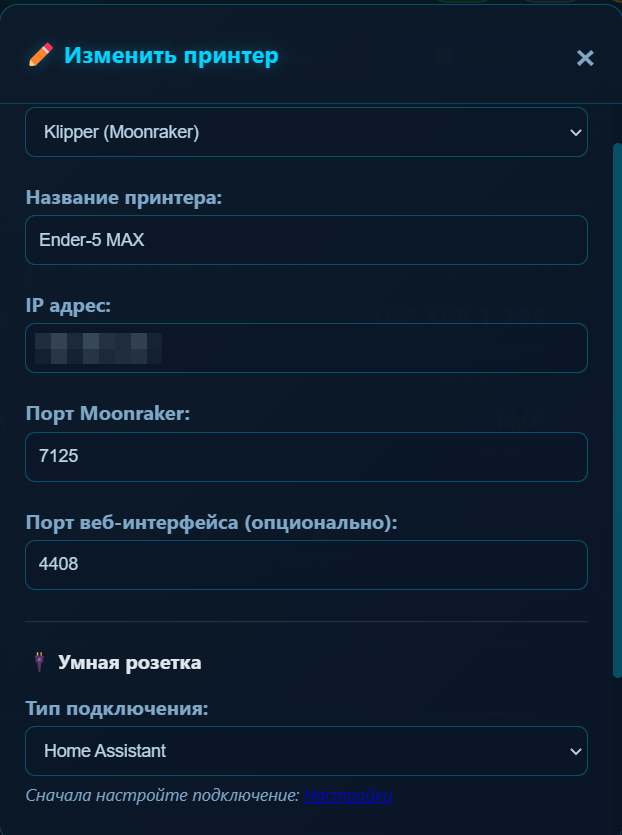 Изменить принтер
Klipper (Moonraker)
Название принтера:
Ender-5 MAX
IP адрес:
Порт Moonraker:
7125
Порт веб-интерфейса (опционально):
4408
Умная розетка
Тип подключения:
Home Assistant
Сначала настройте подключение: Настройки